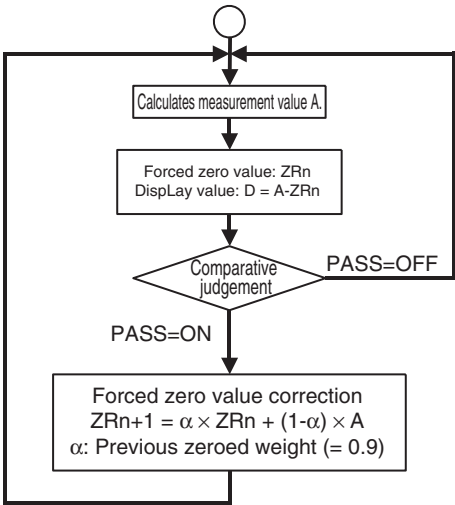 Calculates measurement value A.
Forced zero value: ZRn
DispLay value: D = A-ZRn
Comparative
judgement
PASS=OFF
PASS=ON
Forced zero value correction
ZRn+1 = α × ZRn + (1-α) × A
α: Previous zeroed weight (= 0.9)